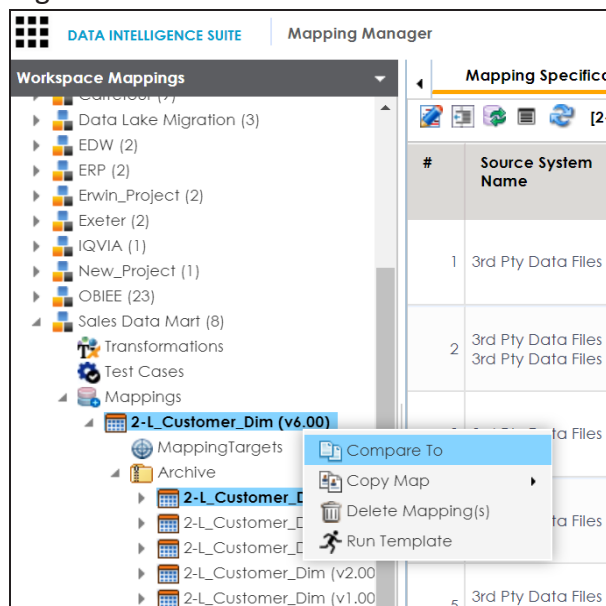 DATA INTELLIGENCE SUITE
Mapping Manager
Workspace Mappings
Data Lake Migration (3)
EDW (2)
ERP (2)
Erwin_Project (2)
Exeter (2)
IQVIA (1)
New_Project (1)
OBIEE (23)
Sales Data Mart (8)
Transformations
Test Cases
Mappings
2-L_Customer_Dim (v6.00)
MappingTargets
Archive
2-L_Customer_D
2-L_Customer_D
2-L_Customer_D
2-L_Customer_Dim (v2.00
2-L_Customer_Dim (v1.00
Compare To
Copy Map
Delete Mapping(s)
Run Template
Mapping Specific
[2-
#
Source System
Name
1
3rd Pty Data Files
2
3rd Pty Data Files
3rd Pty Data Files
ta Files
ta Files
5
3rd Pty Data Files